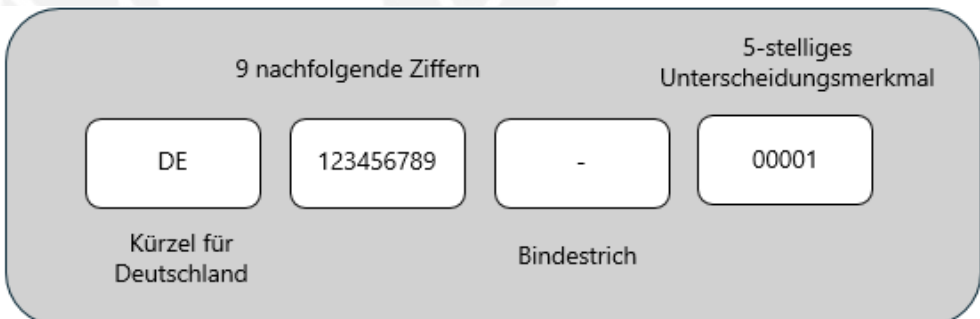 9 nachfolgende Ziffern
5-stelliges
Unterscheidungsmerkmal
DE
123456789
-
00001
Kürzel für
Deutschland
Bindestrich